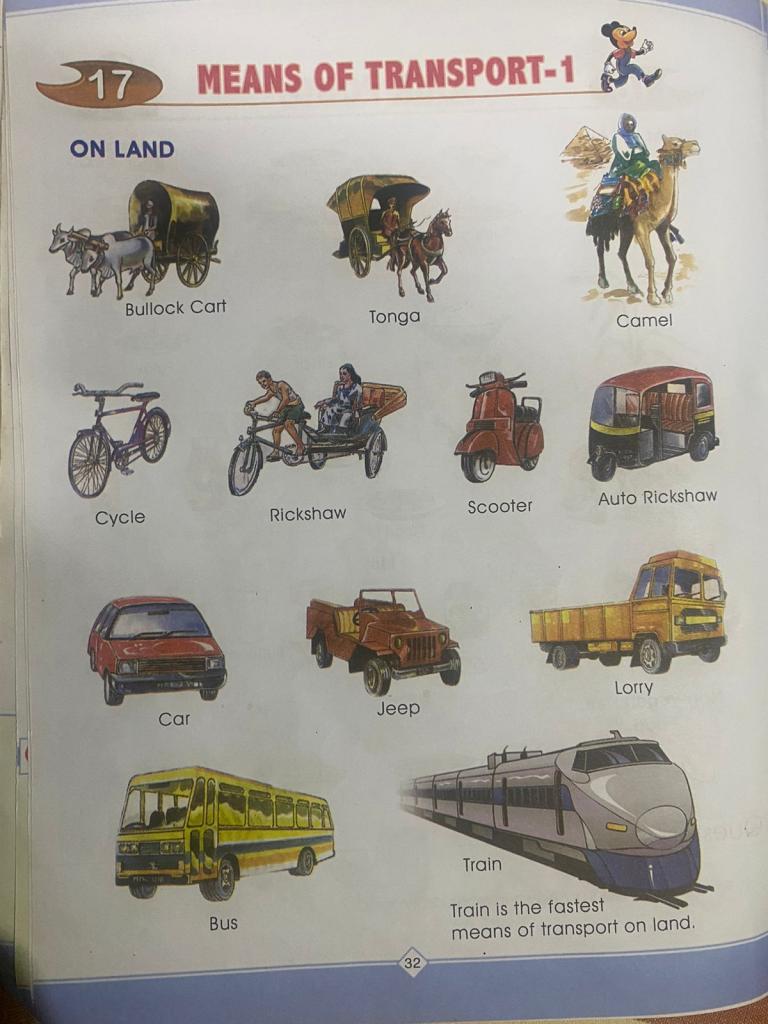 17
MEANS OF TRANSPORT-1
ON LAND
Bullock Cart
Tonga
Camel
Cycle
Rickshaw
Scooter
Auto Rickshaw
Car
Jeep
Lorry
Bus
Train
Train is the fastest
means of transport on land.
32